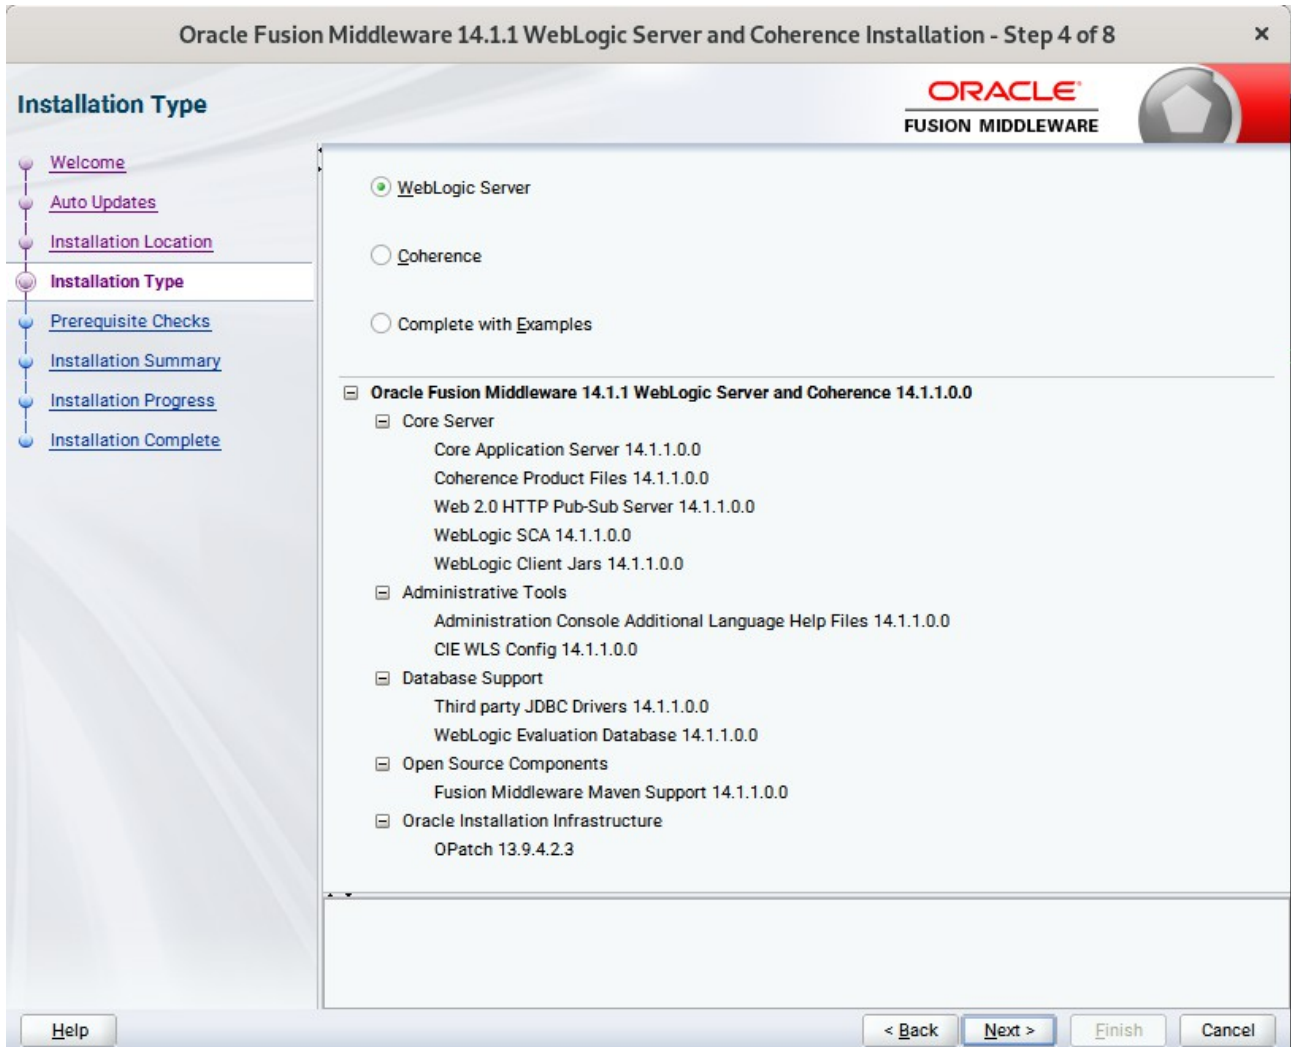 Oracle Fusion Middleware 14.1.1 WebLogic Server and Coherence Installation - Step 4 of 8
Installation Type
ORACLE
FUSION MIDDLEWARE
Welcome
Auto Updates
Installation Location
Installation Type
Prerequisite Checks
Installation Summary
Installation Progress
Installation Complete
WebLogic Server
Coherence
Complete with Examples
Oracle Fusion Middleware 14.1.1 WebLogic Server and Coherence 14.1.1.0.0
Core Server
Core Application Server 14.1.1.0.0
Coherence Product Files 14.1.1.0.0
Web 2.0 HTTP Pub-Sub Server 14.1.1.0.0
WebLogic SCA 14.1.1.0.0
WebLogic Client Jars 14.1.1.0.0
Administrative Tools
Administration Console Additional Language Help Files 14.1.1.0.0
CIE WLS Config 14.1.1.0.0
Database Support
Third party JDBC Drivers 14.1.1.0.0
WebLogic Evaluation Database 14.1.1.0.0
Open Source Components
Fusion Middleware Maven Support 14.1.1.0.0
Oracle Installation Infrastructure
OPatch 13.9.4.2.3
Help
< Back
Next >
Finish
Cancel